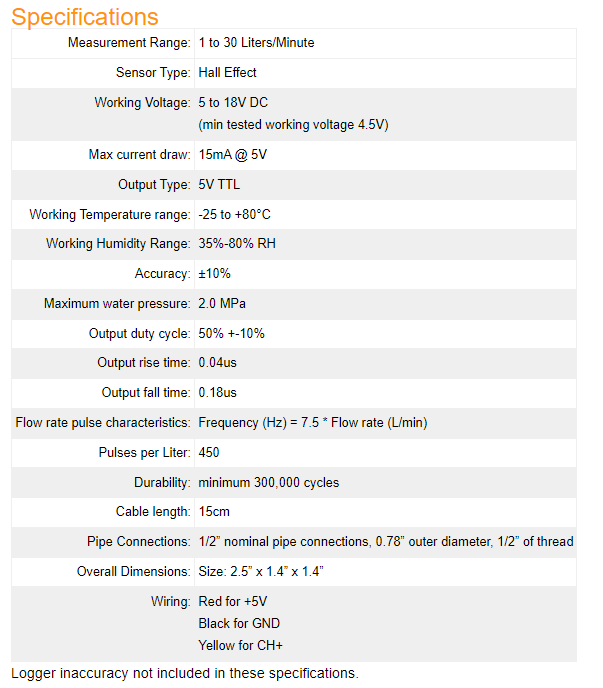 Specifications
Measurement Range: 1 to 30 Liters/Minute
Sensor Type: Hall Effect
Working Voltage: 5 to 18V DC
(min tested working voltage 4.5V)
Max current draw: 15mA @ 5V
Output Type: 5V TTL
Working Temperature range: -25 to +80°C
Working Humidity Range: 35%-80% RH
Accuracy: ±10%
Maximum water pressure: 2.0 MPa
Output duty cycle: 50% +-10%
Output rise time: 0.04us
Output fall time: 0.18us
Flow rate pulse characteristics: Frequency (Hz) = 7.5 * Flow rate (L/min)
Pulses per Liter: 450
Durability: minimum 300,000 cycles
Cable length: 15cm
Pipe Connections: 1/2” nominal pipe connections, 0.78” outer diameter, 1/2” of thread
Overall Dimensions: Size: 2.5” x 1.4” x 1.4”
Wiring: Red for +5V
Black for GND
Yellow for CH+
Logger inaccuracy not included in these specifications.